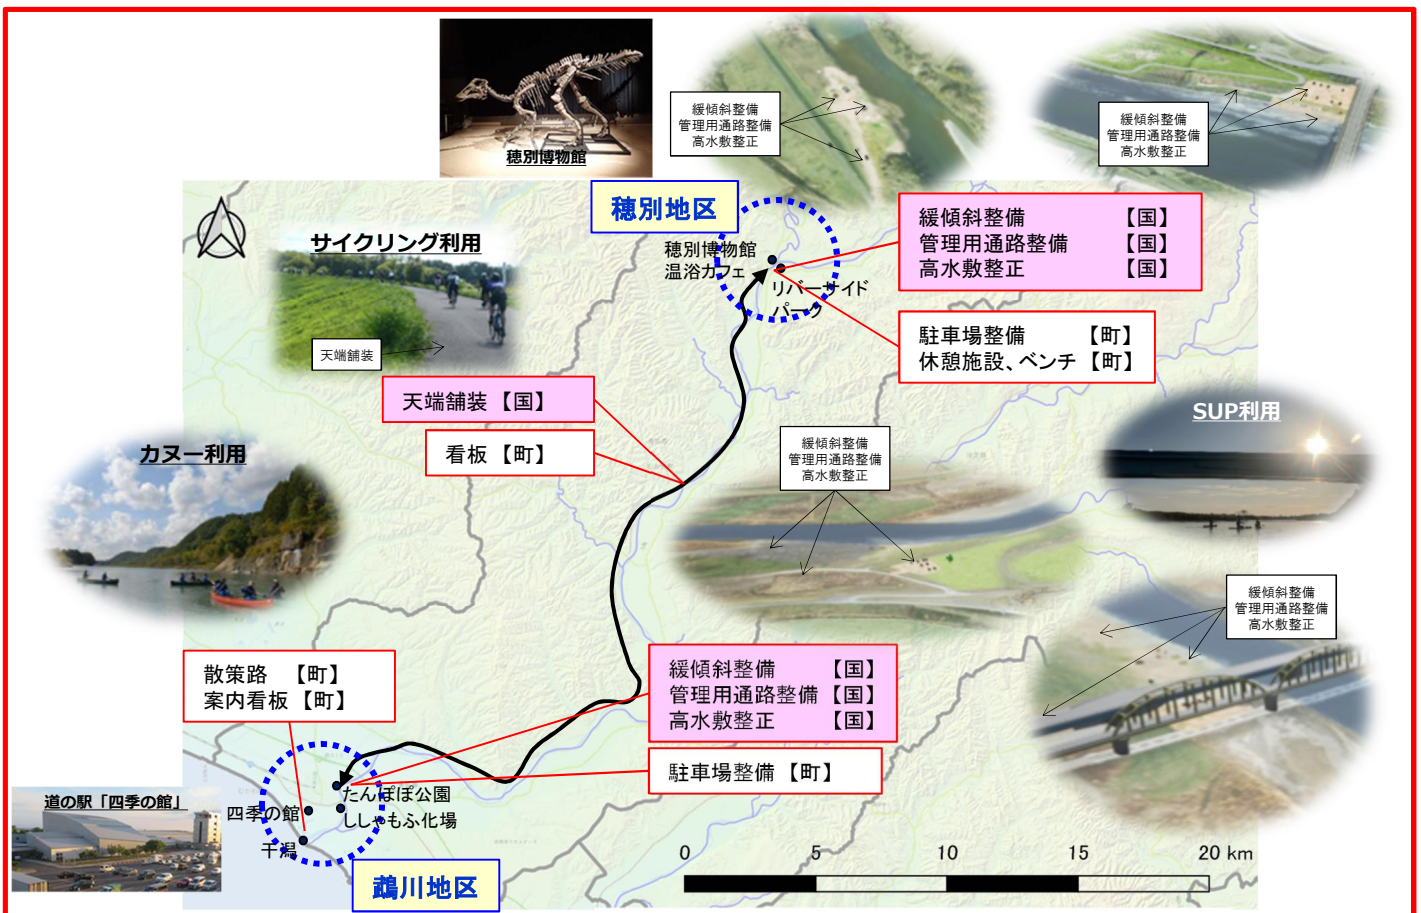 穂別博物館
緩傾斜整備
管理用通路整備
高水敷整正
緩傾斜整備
管理用通路整備
高水敷整正
穂別地区
サイクリング利用
天端舗装
穂別博物館
温浴カフェ
リバーサイド
パーク
緩傾斜整備 【国】
管理用通路整備 【国】
高水敷整正 【国】
駐車場整備 【町】
休憩施設、ベンチ 【町】
天端舗装 【国】
看板 【町】
カヌー利用
SUP利用
緩傾斜整備
管理用通路整備
高水敷整正
緩傾斜整備
管理用通路整備
高水敷整正
散策路 【町】
案内看板 【町】
緩傾斜整備 【国】
管理用通路整備 【国】
高水敷整正 【国】
駐車場整備 【町】
道の駅「四季の館」
たんぽぽ公園
四季の館
ししゃもふ化場
干潟
鵡川地区
0 5 10 15 20 km